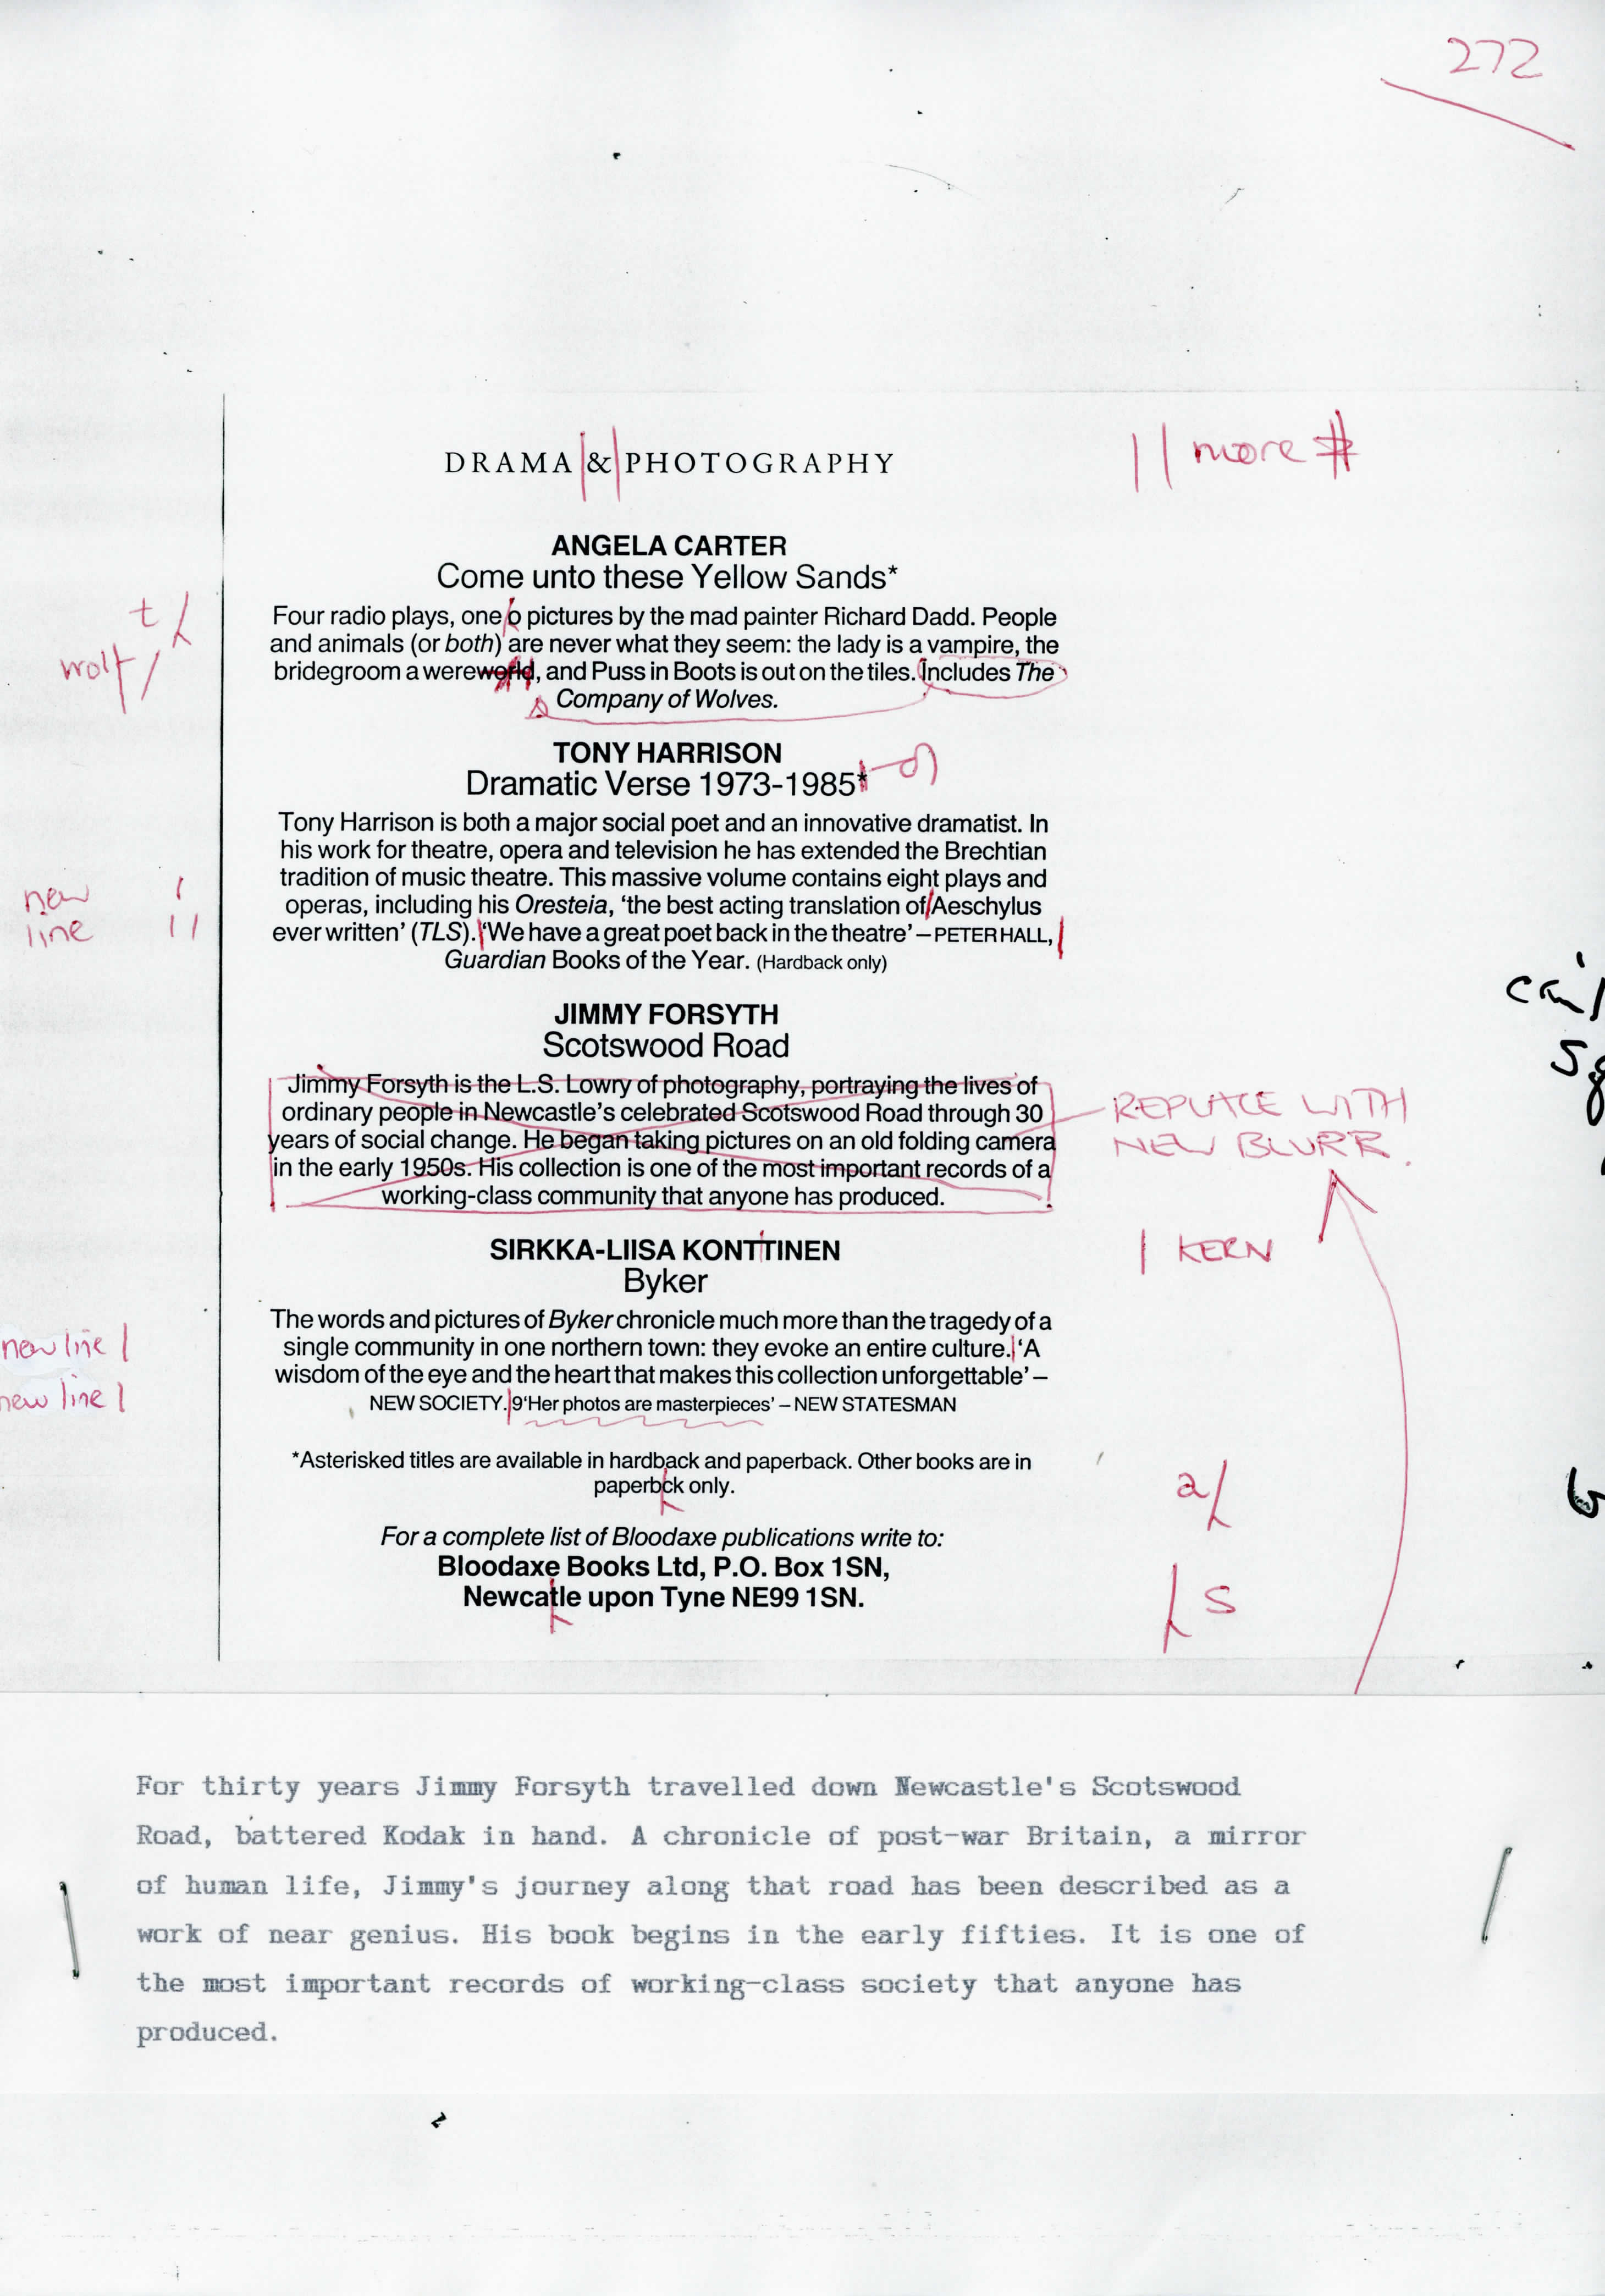 272
DRAMA & PHOTOGRAPHY
|| more #
ANGELA CARTER
Come unto these Yellow Sands*
t/
Four radio plays, one o pictures by the mad painter Richard Dadd. People
and animals (or both) are never what they seem: the lady is a vampire, the
wolf/
bridegroom a wereworld, and Puss in Boots is out on the tiles. Includes The
Company of Wolves.
TONY HARRISON
Dramatic Verse 1973-1985*
Tony Harrison is both a major social poet and an innovative dramatist. In
his work for theatre, opera and television he has extended the Brechtian
tradition of music theatre. This massive volume contains eight plays and
new
operas, including his Oresteia, ‘the best acting translation of Aeschylus
line
ever written’ (TLS). ‘We have a great poet back in the theatre’ – PETER HALL,
Guardian Books of the Year. (Hardback only)
JIMMY FORSYTH
Scotswood Road
Jimmy Forsyth is the L.S. Lowry of photography, portraying the lives of
ordinary people in Newcastle’s celebrated Scotswood Road through 30
years of social change. He began taking pictures on an old folding camera
in the early 1950s. His collection is one of the most important records of a
working-class community that anyone has produced.
REPLACE WITH
NEW BLURB.
SIRKKA-LIISA KONTTINEN
| KERN
Byker
The words and pictures of Byker chronicle much more than the tragedy of a
new line |
single community in one northern town: they evoke an entire culture. ‘A
wisdom of the eye and the heart that makes this collection unforgettable’ –
new line |
NEW SOCIETY. 9‘Her photos are masterpieces’ – NEW STATESMAN
*Asterisked titles are available in hardback and paperback. Other books are in
paperbck only.
a/
For a complete list of Bloodaxe publications write to:
Bloodaxe Books Ltd, P.O. Box 1SN,
Newcatle upon Tyne NE99 1SN.
s
For thirty years Jimmy Forsyth travelled down Newcastle's Scotswood
Road, battered Kodak in hand. A chronicle of post-war Britain, a mirror
of human life, Jimmy's journey along that road has been described as a
work of near genius. His book begins in the early fifties. It is one of
the most important records of working-class society that anyone has
produced.